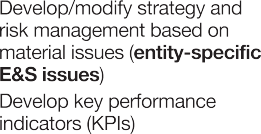 Develop/modify strategy and
risk management based on
material issues (entity-specific
E&S issues)
Develop key performance
indicators (KPIs)